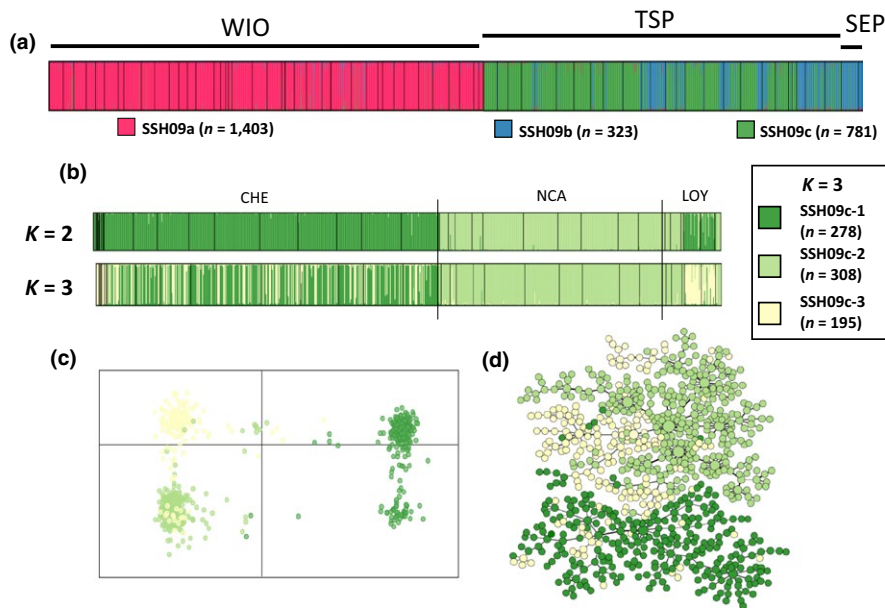 WIO
TSP
SEP
(a)
SSH09a (n = 1,403)
SSH09b (n = 323)
SSH09c (n = 781)
(b)
CHE
NCA
LOY
K = 2
K = 3
K = 3
SSH09c-1
(n = 278)
SSH09c-2
(n = 308)
SSH09c-3
(n = 195)
(c)
(d)